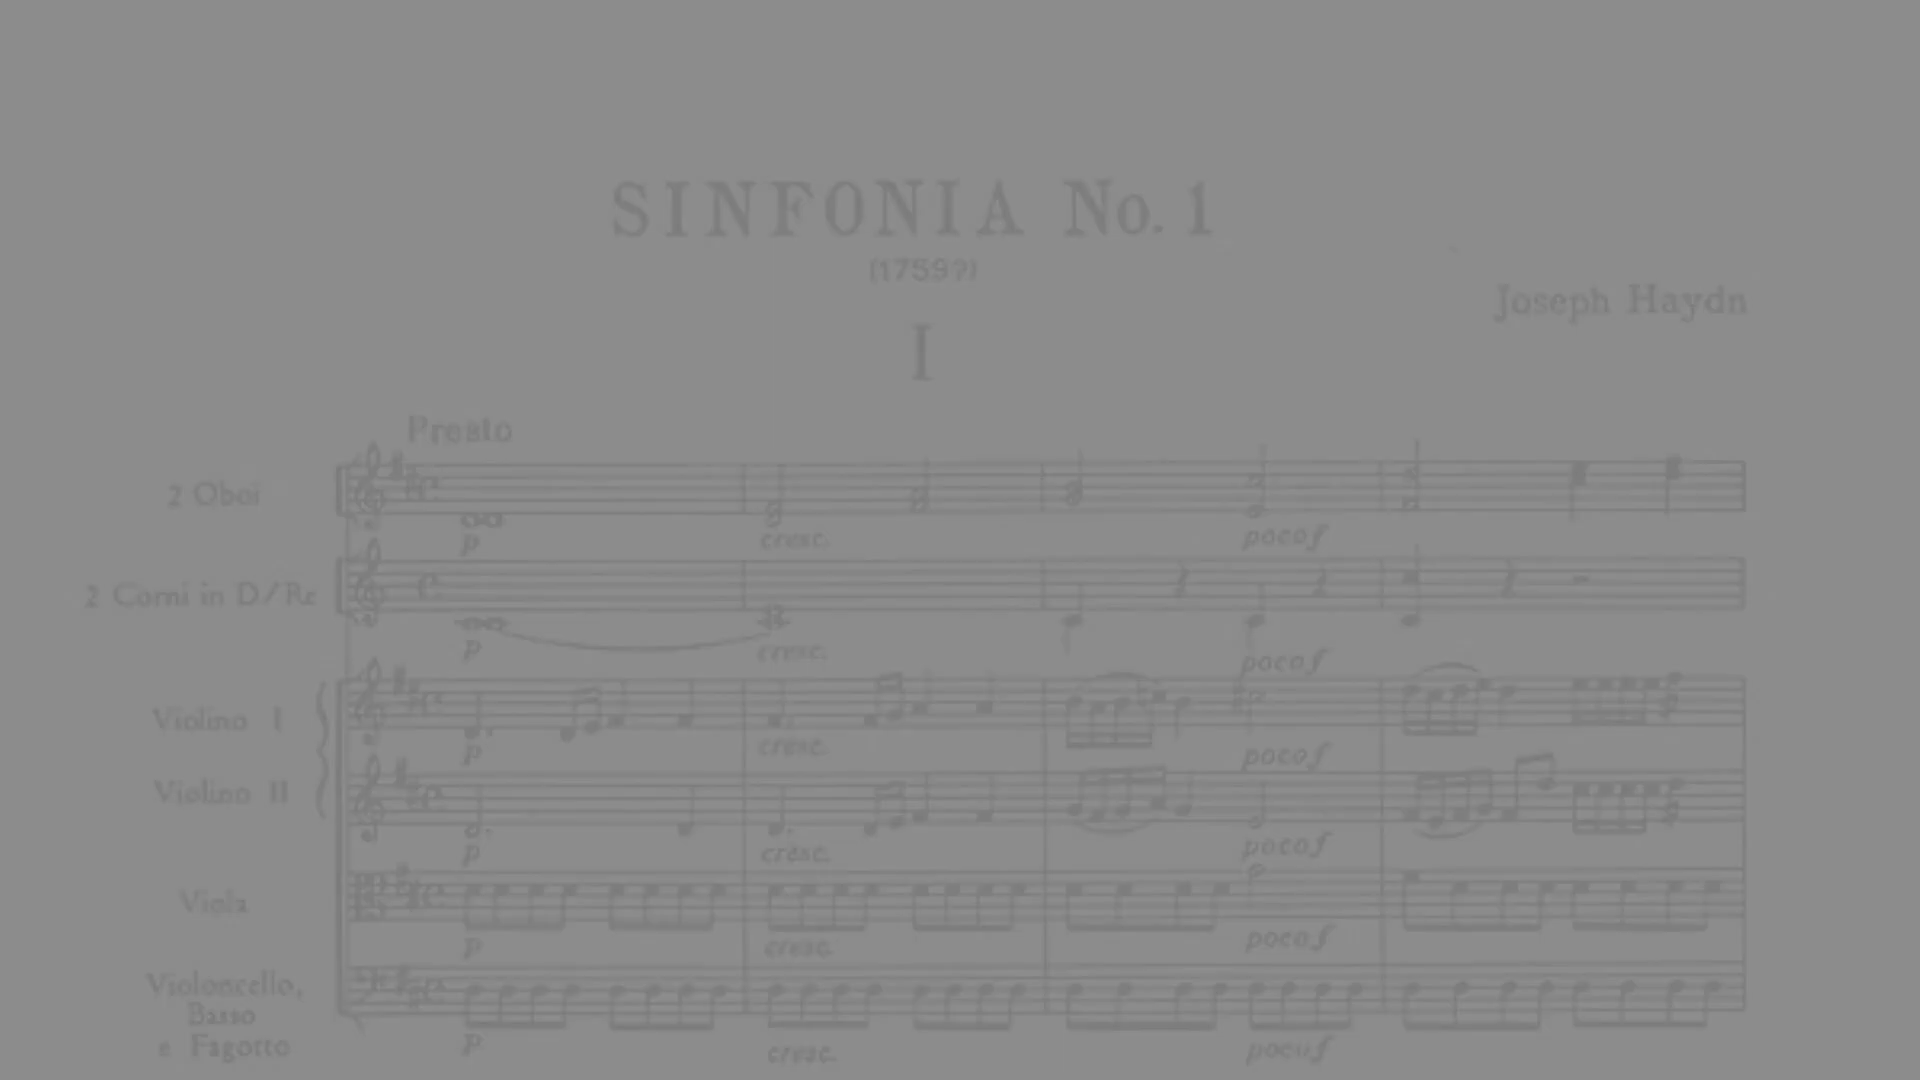 SINFONIA No. 1
(1759?)
Joseph Haydn
I
Presto
2 Oboi
p cresc. poco f
2 Corni in D/Re
p cresc. poco f
Violino I
p cresc. poco f
Violino II
p cresc. poco f
Viola
p cresc. poco f
Violoncello,
Basso
e Fagotto
p cresc. poco f